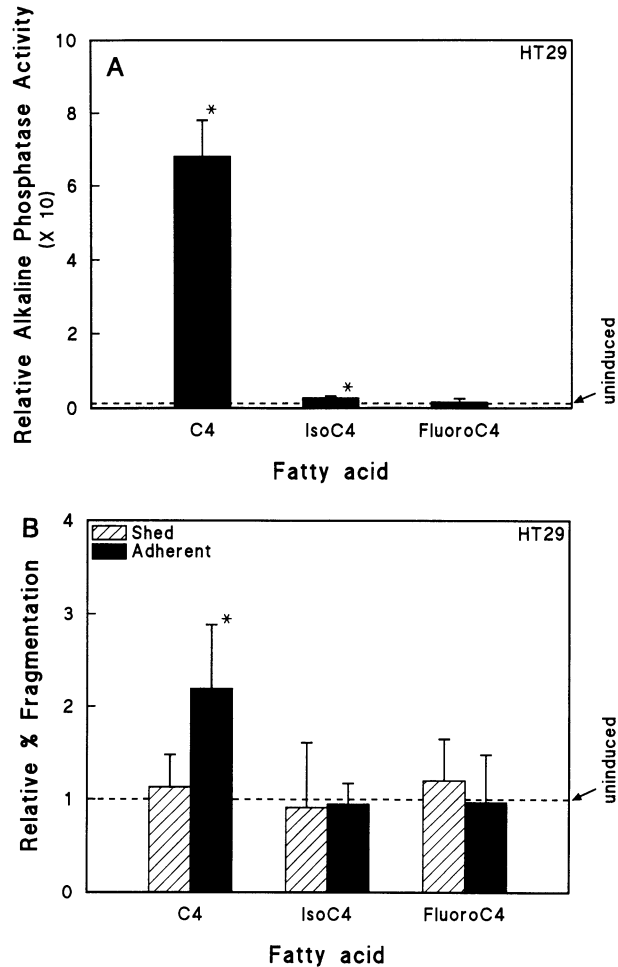 A
HT29
Relative Alkaline Phosphatase Activity
(X 10)
10
8
6
4
2
0
*
*
uninduced
C4
IsoC4
FluoroC4
Fatty acid
B
Shed
Adherent
HT29
Relative % Fragmentation
4
3
2
1
0
*
uninduced
C4
IsoC4
FluoroC4
Fatty acid